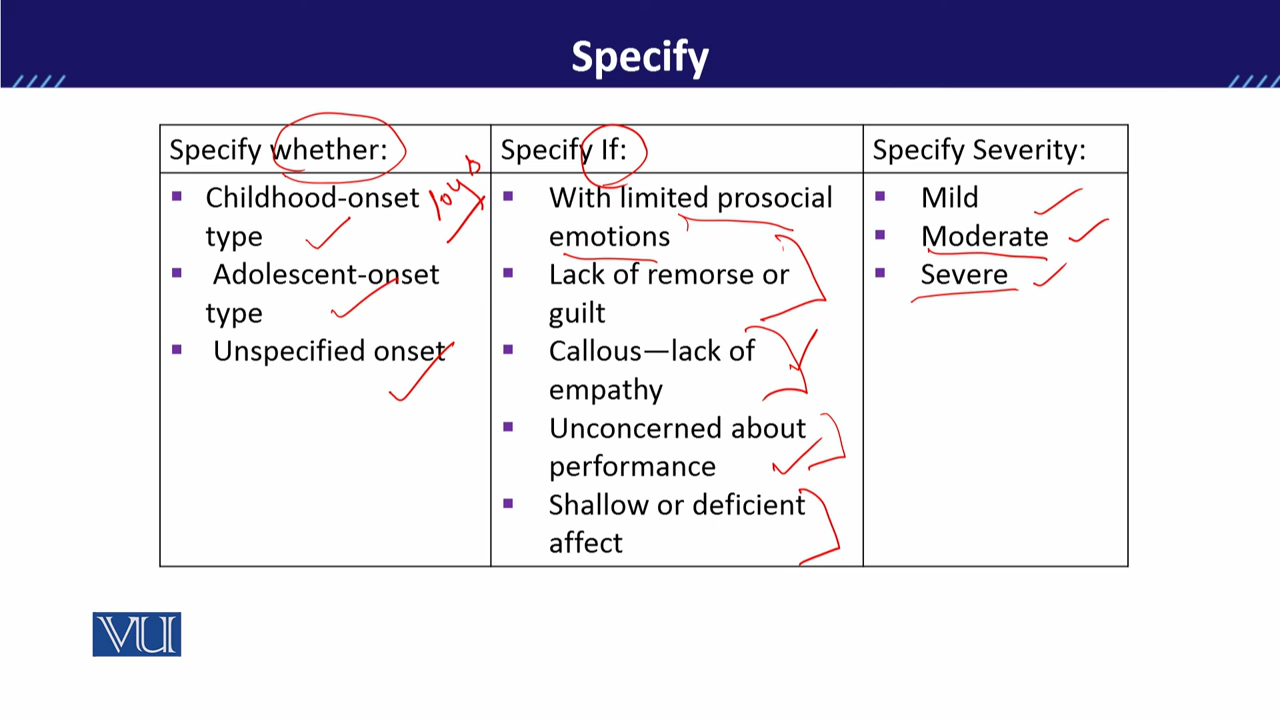 Specify
Specify whether:
Childhood-onset
type
Adolescent-onset
type
Unspecified onset
Specify If:
With limited prosocial
emotions
Lack of remorse or
guilt
Callous—lack of
empathy
Unconcerned about
performance
Shallow or deficient
affect
Specify Severity:
Mild
Moderate
Severe
VU